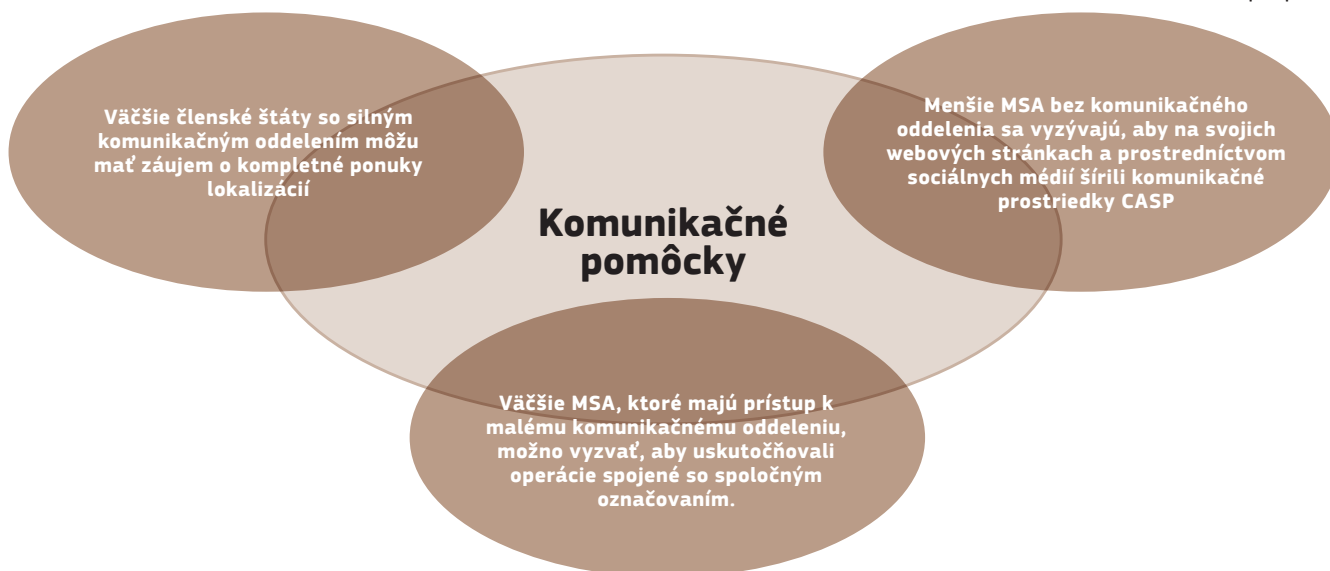 Väčšie členské štáty so silným
komunikačným oddelením môžu
mať záujem o kompletné ponuky
lokalizácií
Menšie MSA bez komunikačného
oddelenia sa vyzývajú, aby na svojich
webových stránkach a prostredníctvom
sociálnych médií šírili komunikačné
prostriedky CASP
Komunikačné
pomôcky
Väčšie MSA, ktoré majú prístup k
malému komunikačnému oddeleniu,
možno vyzvať, aby uskutočňovali
operácie spojené so spoločným
označovaním.